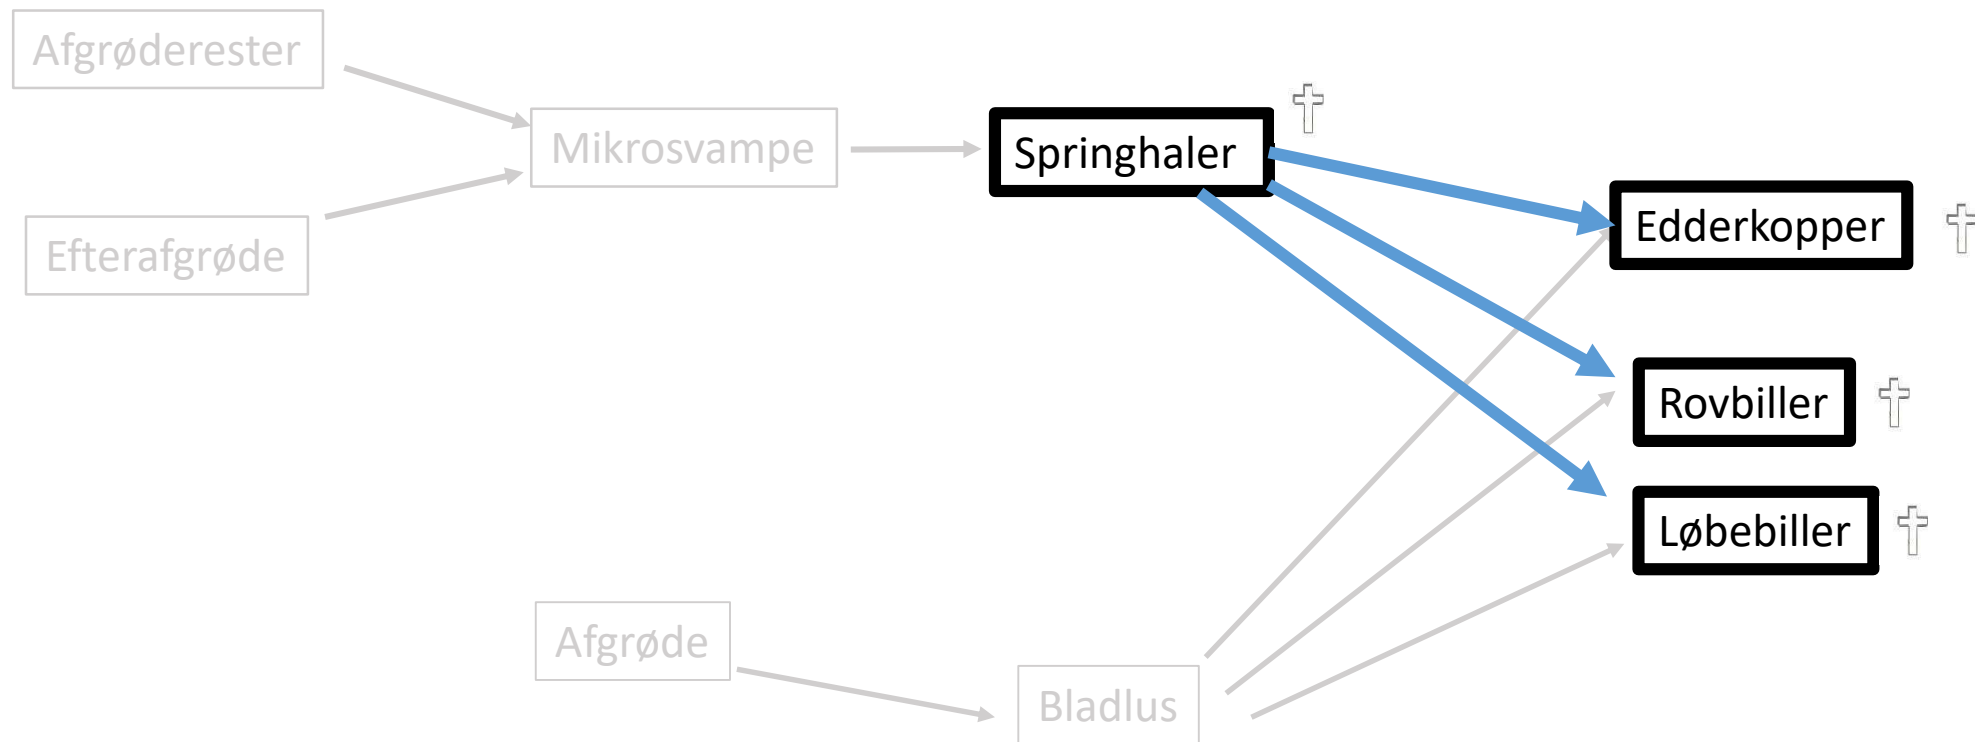 Afgrøderester
Mikrosvampe
Springhaler
Efterafgrøde
Edderkopper
Rovbiller
Løbebiller
Afgrøde
Bladlus